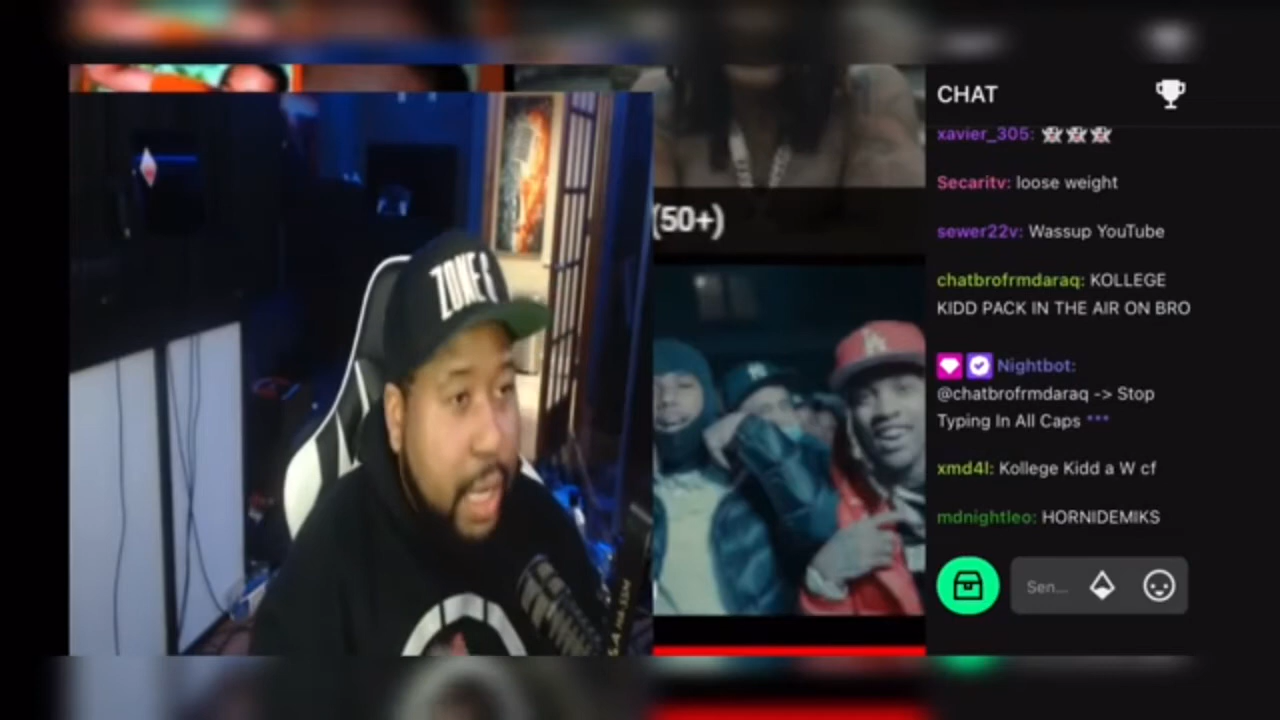 CHAT
xavier_305:
Secaritv: loose weight
sewer22v: Wassup YouTube
(50+)
ZONE
chatbrofrmdaraq: KOLLEGE
KIDD PACK IN THE AIR ON BRO
Nightbot:
@chatbrofrmdaraq -> Stop
Typing In All Caps ***
xmd4l: Kollege Kidd a W cf
mdnightleo: HORNIDEMIKS
Sen...